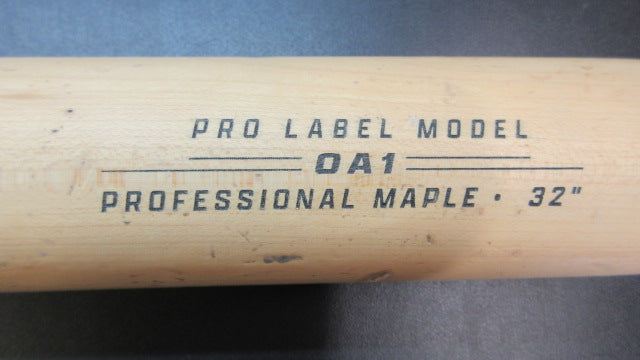 PRO LABEL MODEL
OA1
PROFESSIONAL MAPLE • 32"